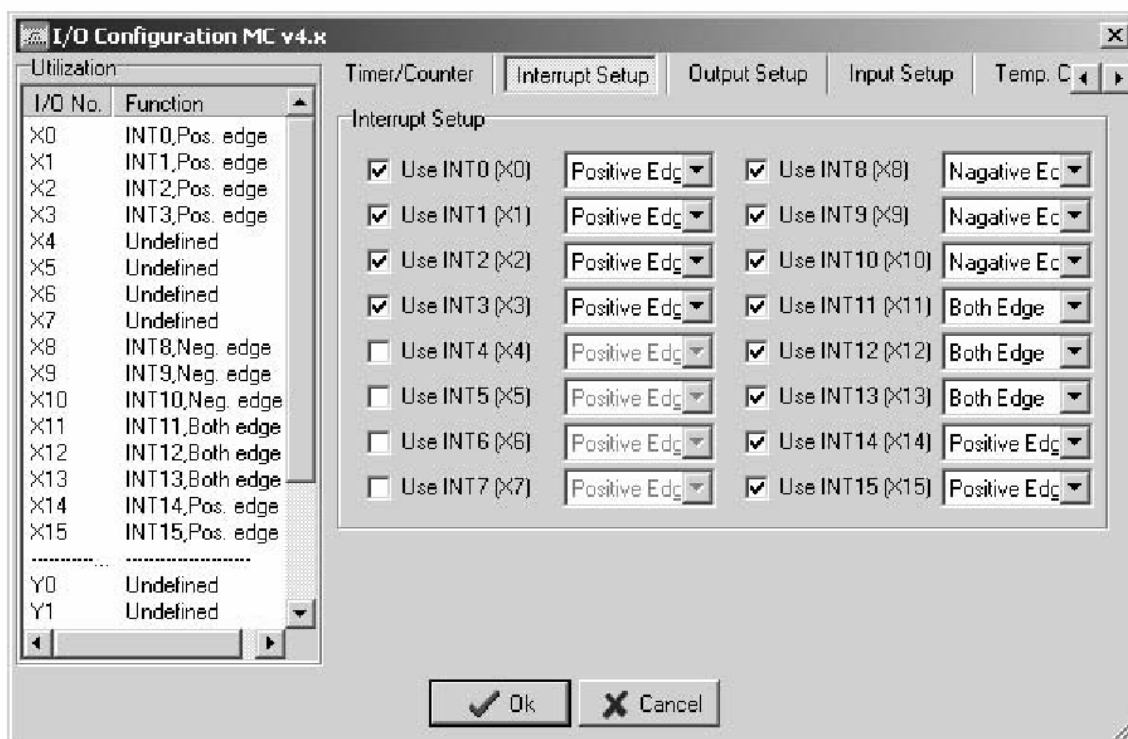 I/O Configuration MC v4.x
Utilization
I/O No. Function
X0 INT0,Pos. edge
X1 INT1,Pos. edge
X2 INT2,Pos. edge
X3 INT3,Pos. edge
X4 Undefined
X5 Undefined
X6 Undefined
X7 Undefined
X8 INT8,Neg. edge
X9 INT9,Neg. edge
X10 INT10,Neg. edge
X11 INT11,Both edge
X12 INT12,Both edge
X13 INT13,Both edge
X14 INT14,Pos. edge
X15 INT15,Pos. edge
Y0 Undefined
Y1 Undefined
Timer/Counter Interrupt Setup Output Setup Input Setup Temp. C
Interrupt Setup
Use INT0 (X0) Positive Edg Use INT8 (X8) Nagative Ec
Use INT1 (X1) Positive Edg Use INT9 (X9) Nagative Ec
Use INT2 (X2) Positive Edg Use INT10 (X10) Nagative Ec
Use INT3 (X3) Positive Edg Use INT11 (X11) Both Edge
Use INT4 (X4) Positive Edg Use INT12 (X12) Both Edge
Use INT5 (X5) Positive Edg Use INT13 (X13) Both Edge
Use INT6 (X6) Positive Edg Use INT14 (X14) Positive Edg
Use INT7 (X7) Positive Edg Use INT15 (X15) Positive Edg
Ok Cancel